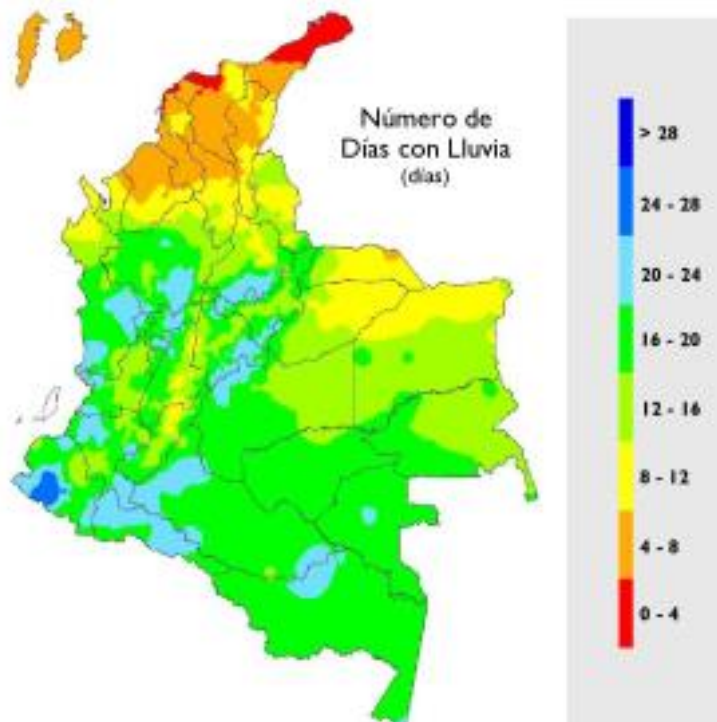 Número de
Días con Lluvia
(días)
> 28
24 - 28
20 - 24
16 - 20
12 - 16
8 - 12
4 - 8
0 - 4